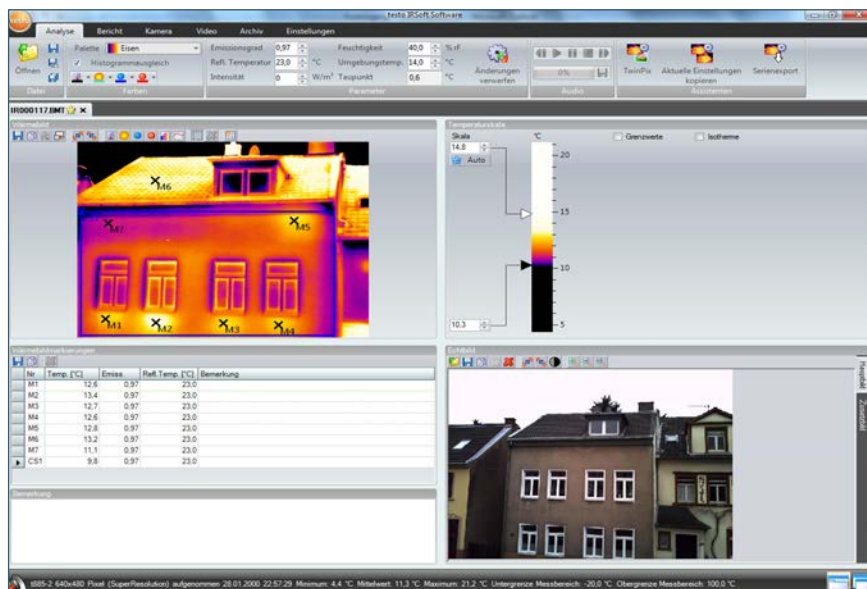 testo IRSoft Software
Analyse Bericht Kamera Video Archiv Einstellungen
Öffnen
Palette Eisen
Histogrammausgleich
Emissionsgrad 0,97
Refl. Temperatur 23,0 °C
Intensität 0 W/m²
Feuchtigkeit 40,0 % rF
Umgebungstemp. 14,0 °C
Taupunkt 0,6 °C
Änderungen verwerfen
0%
TwinPix
Aktuelle Einstellungen kopieren
Serienexport
Datei Farben Parameter Audio Assistenten
IR000117.BMT
Skala
14,8
Auto
10,3
°C
20
15
10
5
Grenzwerte
Isotherme
M6
M7
M5
M1 M2 M3 M4
Nr Temp. [°C] Emiss. Refl.Temp. [°C] Bemerkung
M1 12,6 0,97 23,0
M2 13,4 0,97 23,0
M3 12,7 0,97 23,0
M4 12,6 0,97 23,0
M5 12,8 0,97 23,0
M6 13,2 0,97 23,0
M7 11,1 0,97 23,0
CS1 9,8 0,97 23,0
Bemerkung
Echtbild
Hauptbild
Zusatzbild
t885-2 640x480 Pixel (SuperResolution) aufgenommen 28.01.2000 22:57:29 Minimum: 4,4 °C Mittelwert: 11,3 °C Maximum: 21,2 °C Untergrenze Messbereich: -20,0 °C Obergrenze Messbereich: 100,0 °C